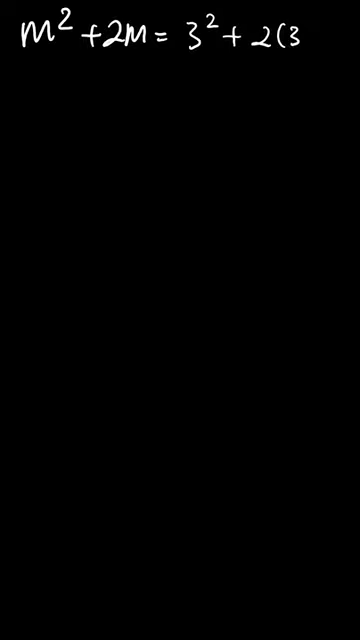 m² + 2m = 3² + 2(3